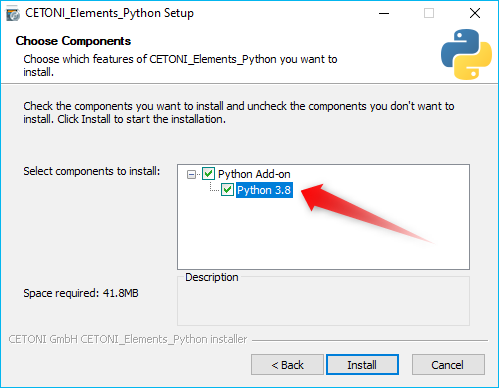 CETONI_Elements_Python Setup
Choose Components
Choose which features of CETONI_Elements_Python you want to
install.
Check the components you want to install and uncheck the components you don't want to
install. Click Install to start the installation.
Select components to install:
Python Add-on
Python 3.8
Description
Space required: 41.8MB
CETONI GmbH CETONI_Elements_Python installer
< Back
Install
Cancel